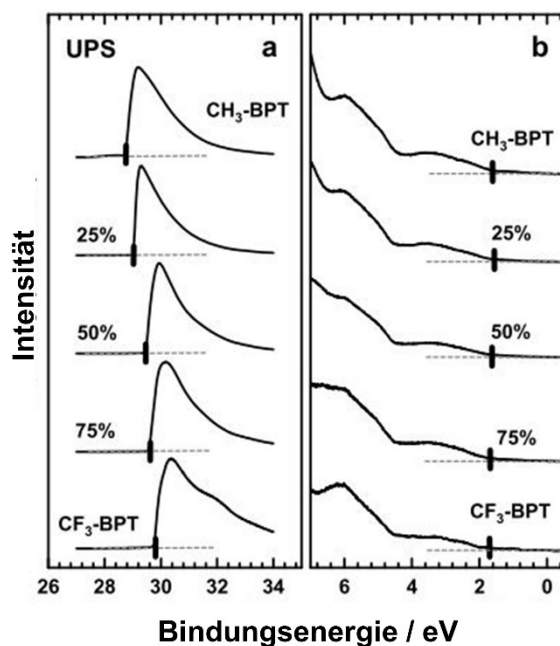 UPS a b
CH₃-BPT CH₃-BPT
25% 25%
50% 50%
75% 75%
CF₃-BPT CF₃-BPT
Intensität
26 28 30 32 34 6 4 2 0
Bindungsenergie / eV